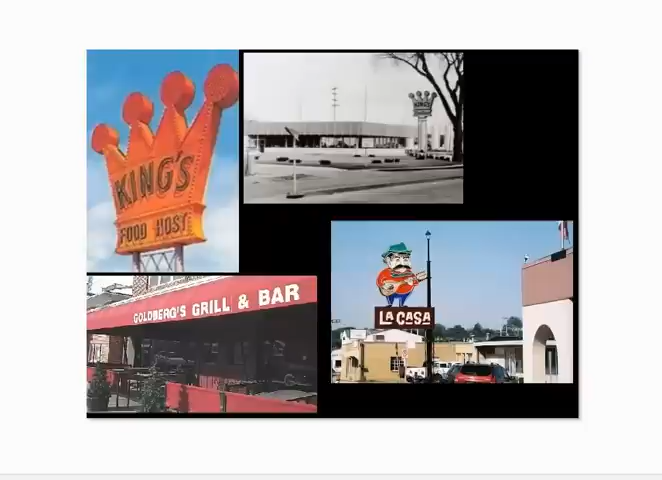 KING'S
FOOD HOST
KING'S
GOLDBERG'S GRILL & BAR
LA CASA